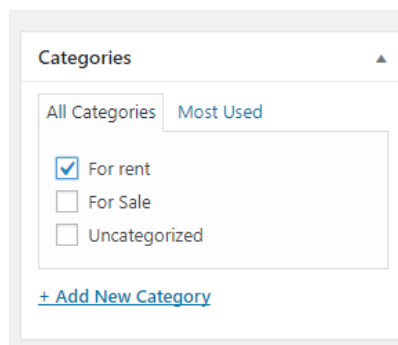 Categories
All Categories Most Used
For rent
For Sale
Uncategorized
+ Add New Category